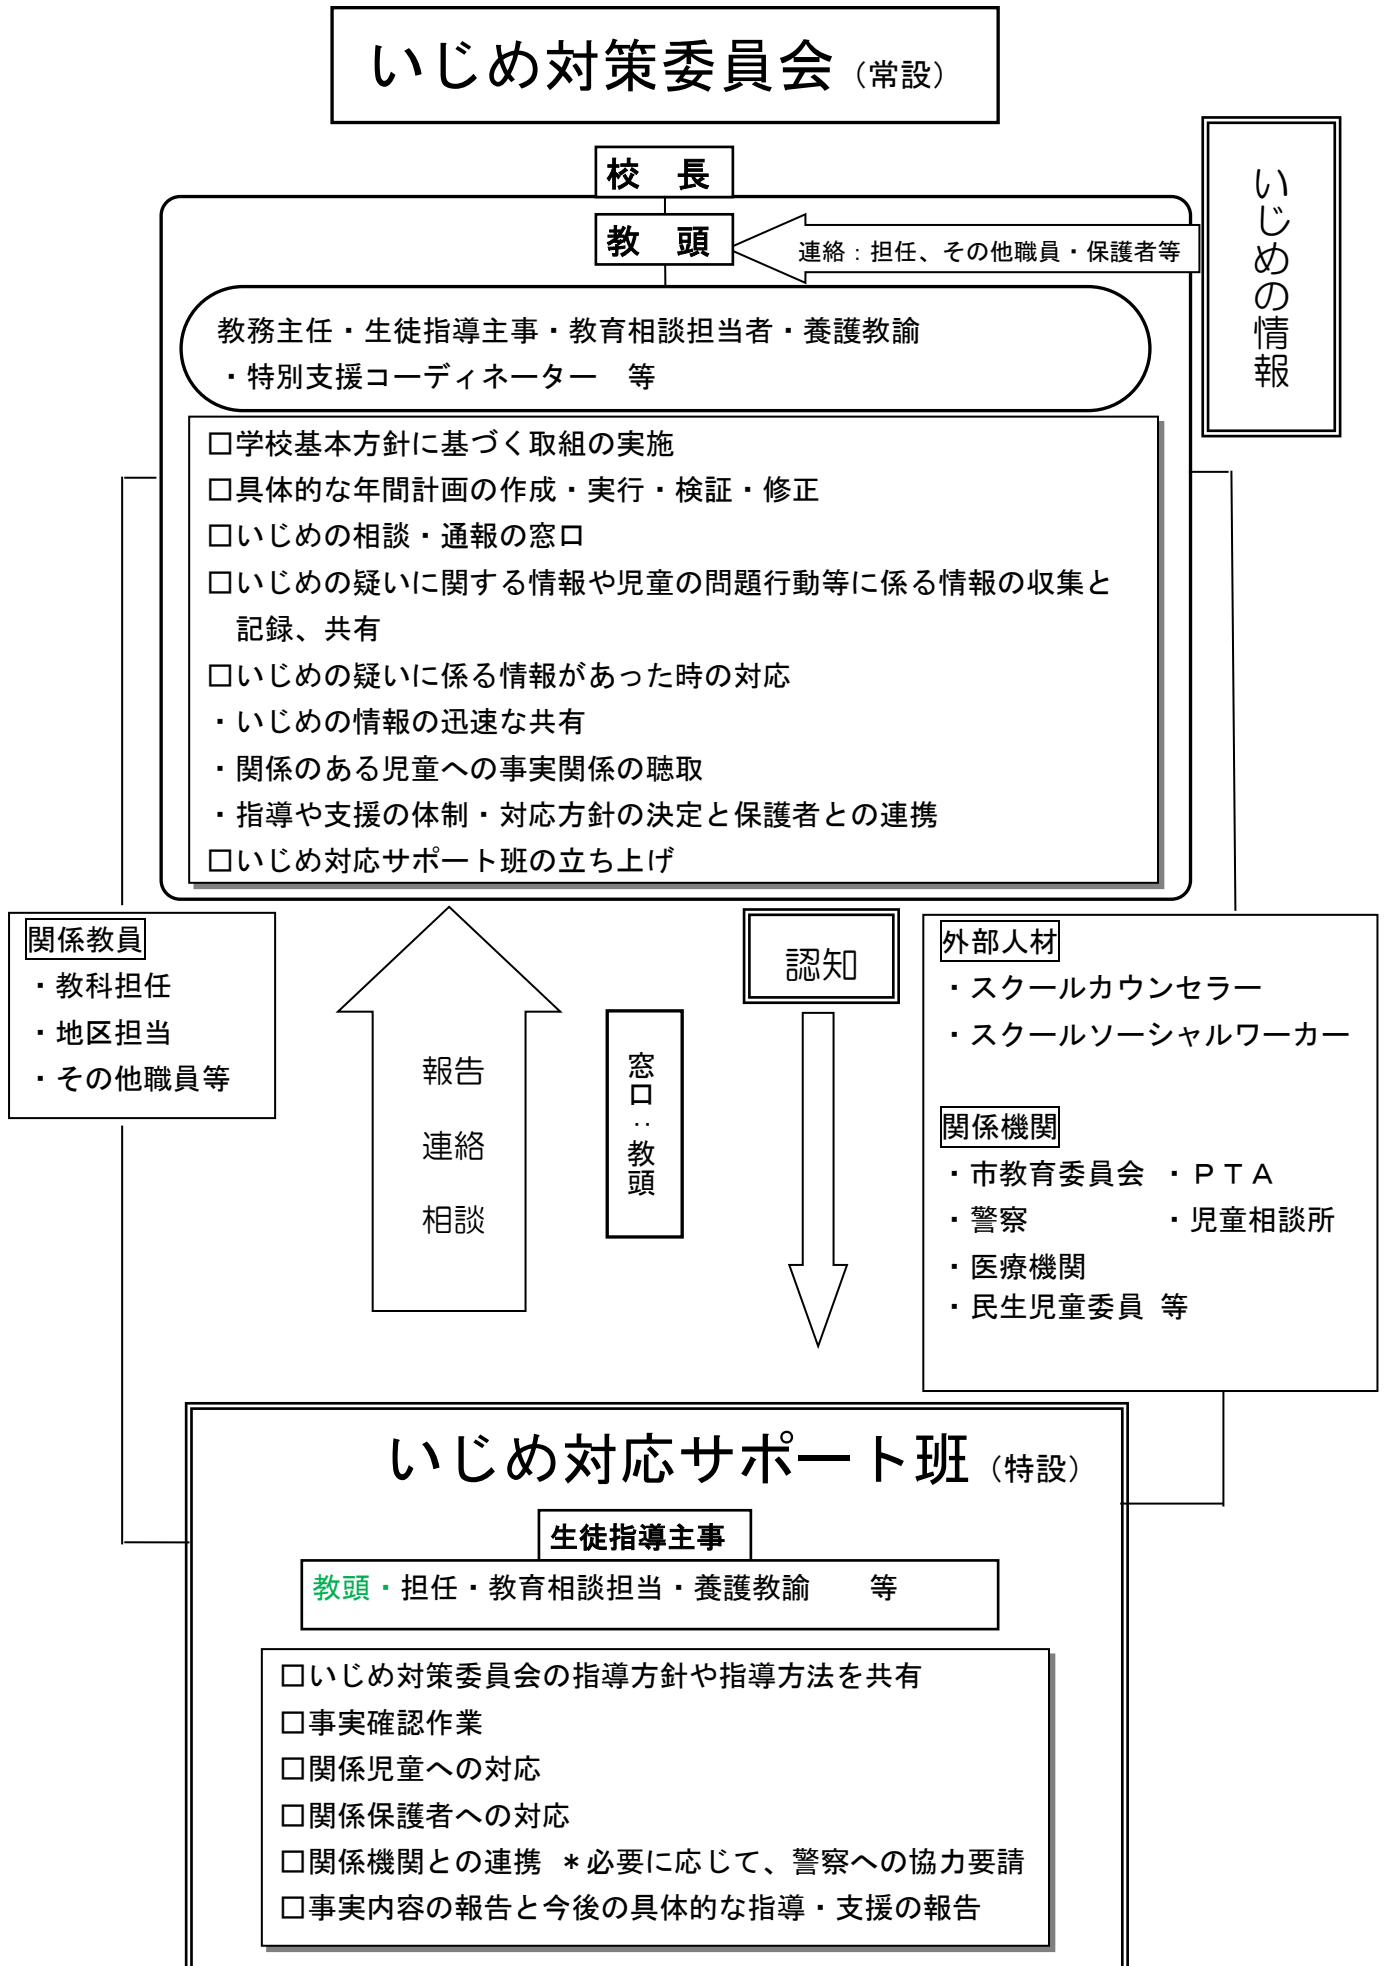 いじめ対策委員会（常設）
校　長
教　頭
連絡：担任、その他職員・保護者等
いじめの情報
教務主任・生徒指導主事・教育相談担当者・養護教諭
・特別支援コーディネーター　等
□学校基本方針に基づく取組の実施
□具体的な年間計画の作成・実行・検証・修正
□いじめの相談・通報の窓口
□いじめの疑いに関する情報や児童の問題行動等に係る情報の収集と
記録、共有
□いじめの疑いに係る情報があった時の対応
・いじめの情報の迅速な共有
・関係のある児童への事実関係の聴取
・指導や支援の体制・対応方針の決定と保護者との連携
□いじめ対応サポート班の立ち上げ
関係教員
・教科担任
・地区担当
・その他職員等
報告
連絡
相談
窓口：教頭
認知
外部人材
・スクールカウンセラー
・スクールソーシャルワーカー
関係機関
・市教育委員会　・ＰＴＡ
・警察　　　　　・児童相談所
・医療機関
・民生児童委員 等
いじめ対応サポート班（特設）
生徒指導主事
教頭・担任・教育相談担当・養護教諭　　等
□いじめ対策委員会の指導方針や指導方法を共有
□事実確認作業
□関係児童への対応
□関係保護者への対応
□関係機関との連携 ＊必要に応じて、警察への協力要請
□事実内容の報告と今後の具体的な指導・支援の報告